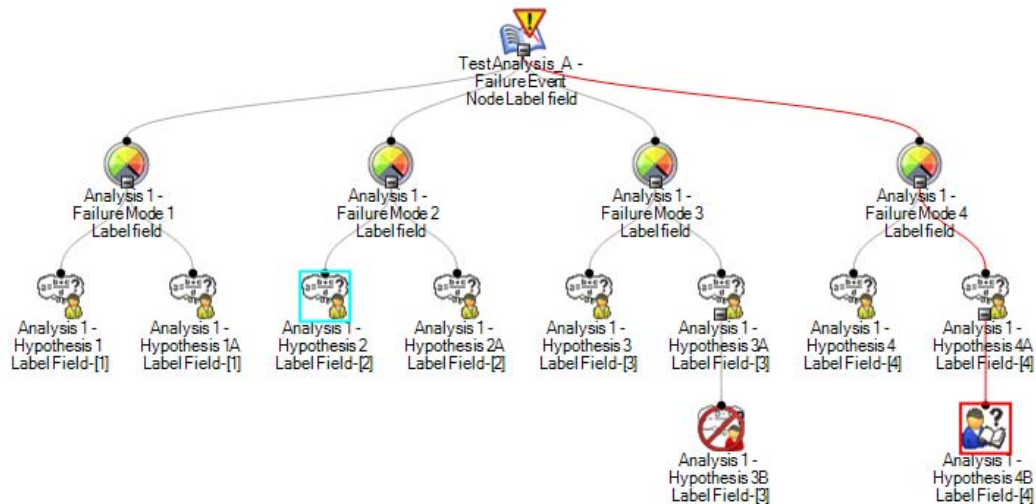 TestAnalysis_A -
Failure Event
Node Label field
Analysis 1 -
Failure Mode 1
Label field
Analysis 1 -
Failure Mode 2
Label field
Analysis 1 -
Failure Mode 3
Label field
Analysis 1 -
Failure Mode 4
Label field
Analysis 1 -
Hypothesis 1
Label Field-[1]
Analysis 1 -
Hypothesis 1A
Label Field-[1]
Analysis 1 -
Hypothesis 2
Label Field-[2]
Analysis 1 -
Hypothesis 2A
Label Field-[2]
Analysis 1 -
Hypothesis 3
Label Field-[3]
Analysis 1 -
Hypothesis 3A
Label Field-[3]
Analysis 1 -
Hypothesis 4
Label Field-[4]
Analysis 1 -
Hypothesis 4A
Label Field-[4]
Analysis 1 -
Hypothesis 3B
Label Field-[3]
Analysis 1 -
Hypothesis 4B
Label Field-[4]